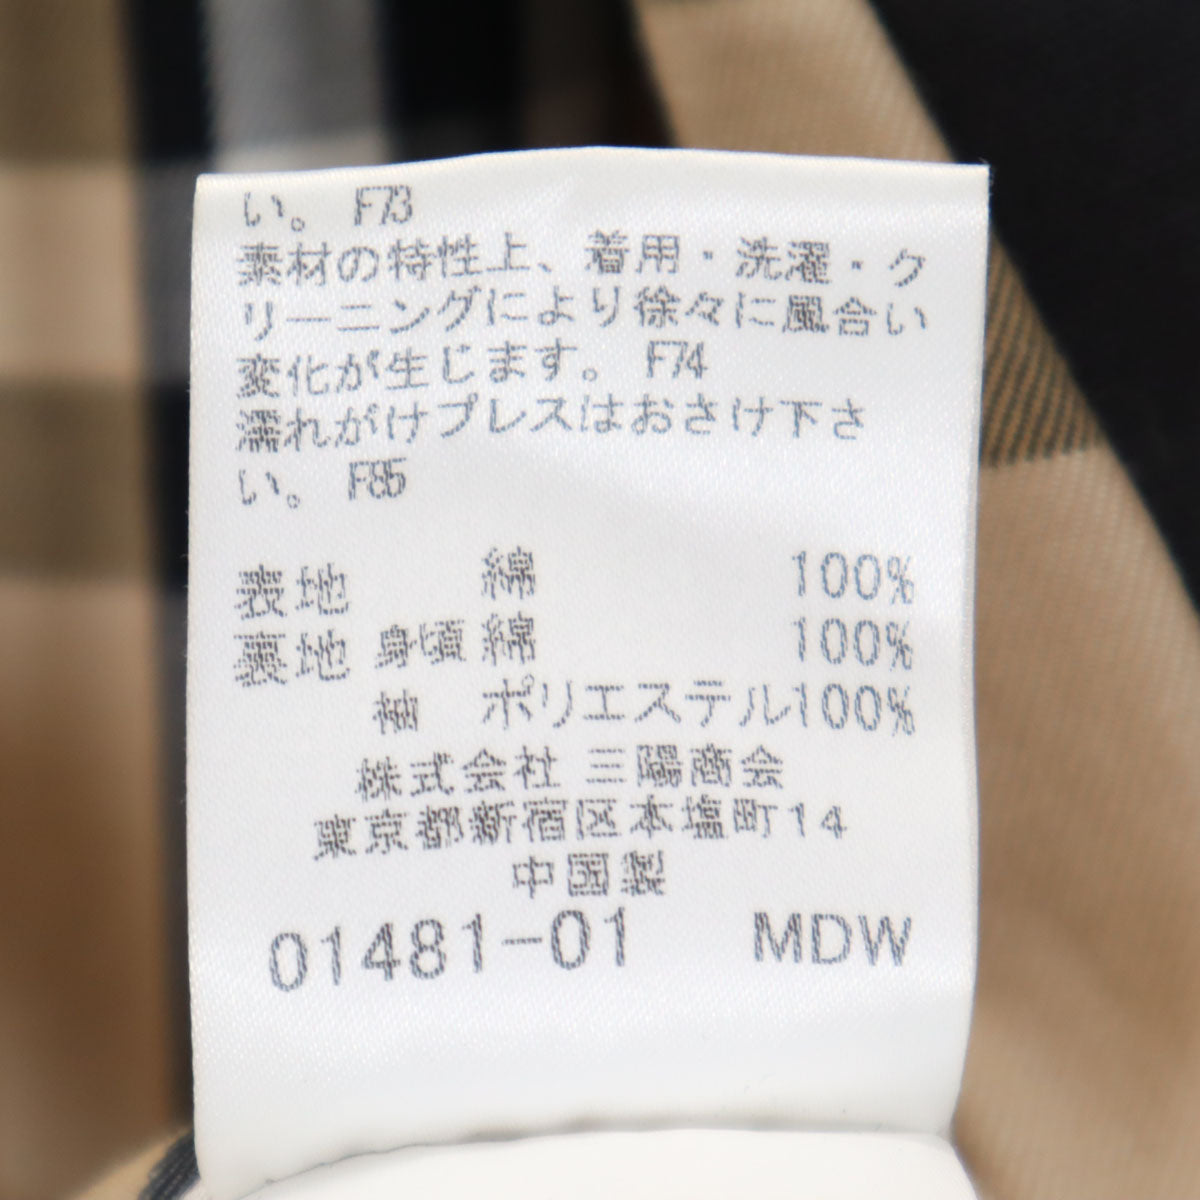 い。 F73
素材の特性上、着用・洗濯・ク
リーニングにより徐々に風合い
変化が生じます。 F74
濡れがけプレスはおさけ下さ
い。 F85
表地 綿 100%
裏地 身頃 綿 100%
袖 ポリエステル100%
株式会社 三陽商会
東京都新宿区本塩町14
中国製
01481-01 MDW